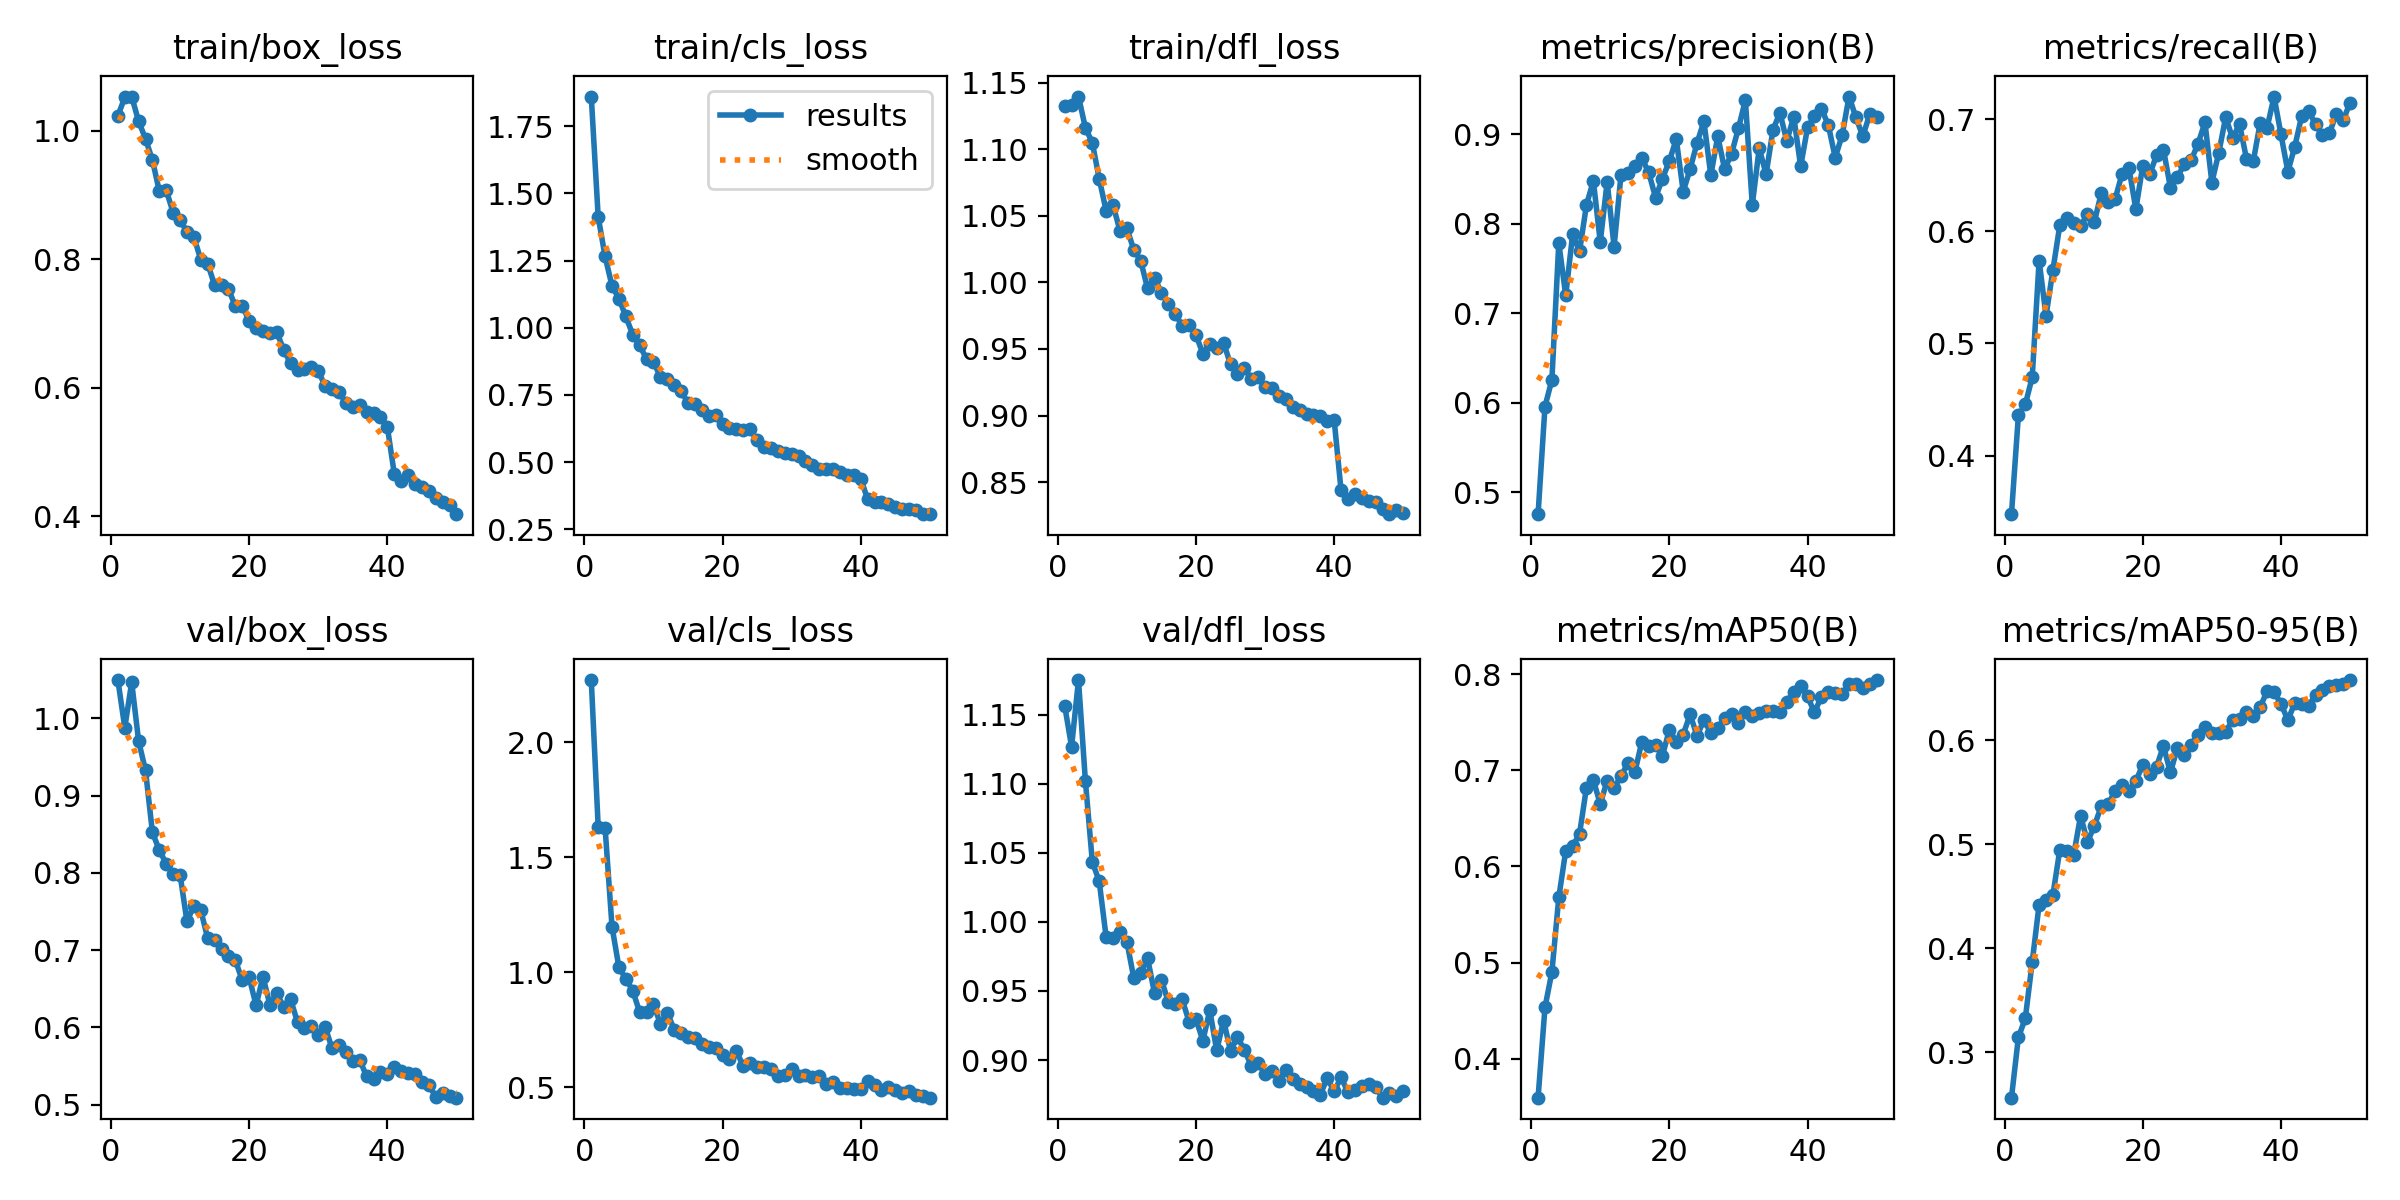 train/box_loss
1.0
0.8
0.6
0.4
0 20 40
train/cls_loss
results
smooth
1.75
1.50
1.25
1.00
0.75
0.50
0.25
0 20 40
train/dfl_loss
1.15
1.10
1.05
1.00
0.95
0.90
0.85
0 20 40
metrics/precision(B)
0.9
0.8
0.7
0.6
0.5
0 20 40
metrics/recall(B)
0.7
0.6
0.5
0.4
0 20 40
val/box_loss
1.0
0.9
0.8
0.7
0.6
0.5
0 20 40
val/cls_loss
2.0
1.5
1.0
0.5
0 20 40
val/dfl_loss
1.15
1.10
1.05
1.00
0.95
0.90
0 20 40
metrics/mAP50(B)
0.8
0.7
0.6
0.5
0.4
0 20 40
metrics/mAP50-95(B)
0.6
0.5
0.4
0.3
0 20 40